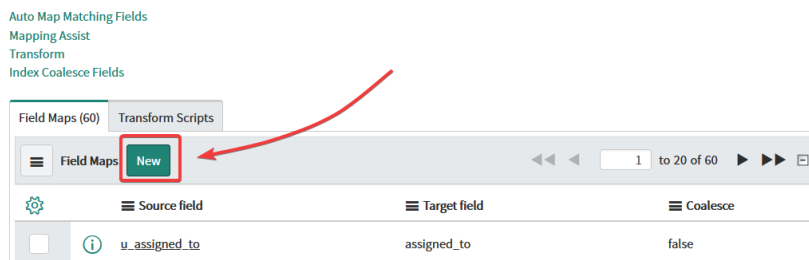 Auto Map Matching Fields
Mapping Assist
Transform
Index Coalesce Fields
Field Maps (60) Transform Scripts
Field Maps New 1 to 20 of 60
Source field Target field Coalesce
u_assigned_to assigned_to false